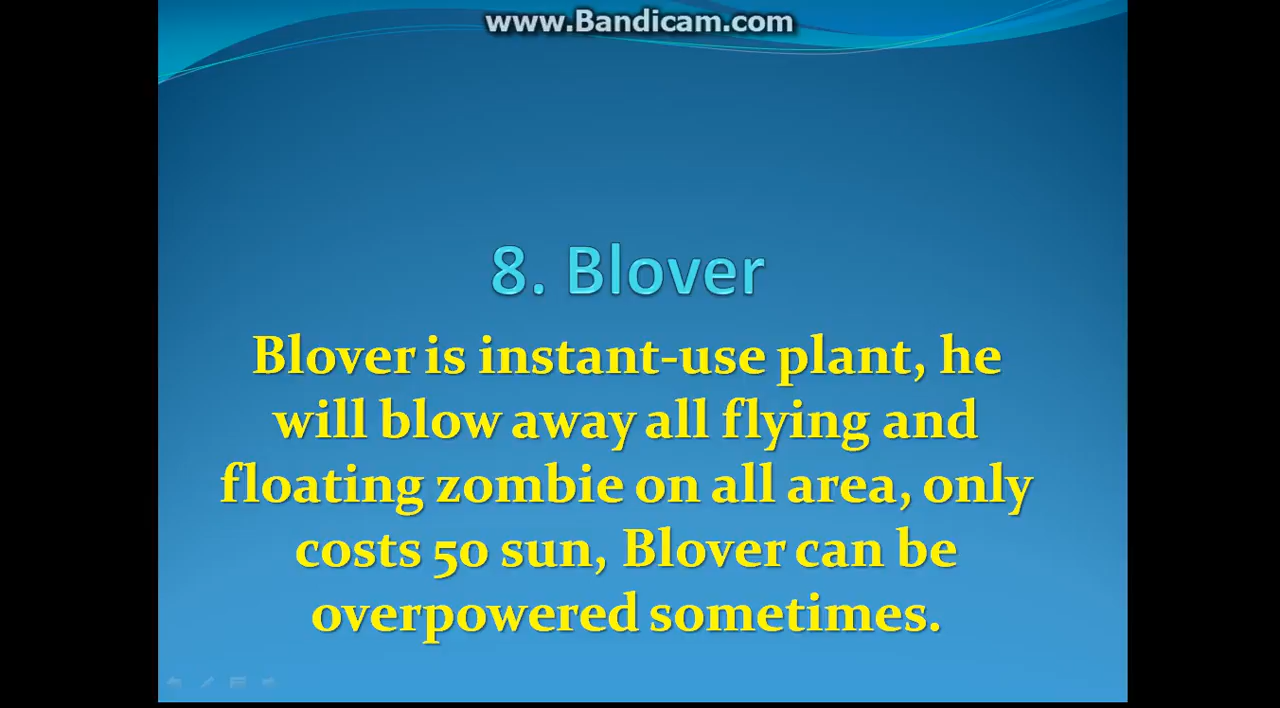 www.Bandicam.com
8. Blover
Blover is instant-use plant, he
will blow away all flying and
floating zombie on all area, only
costs 50 sun, Blover can be
overpowered sometimes.